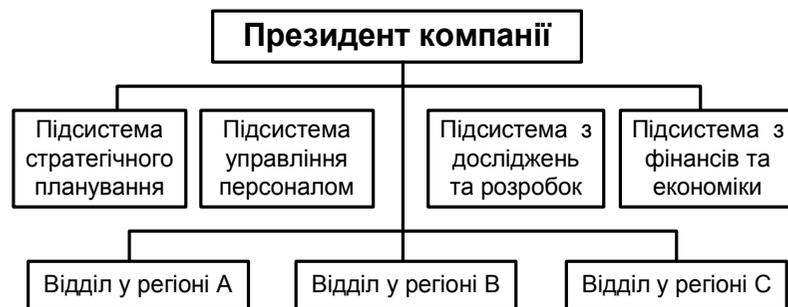 Президент компанії
Підсистема
стратегічного
планування
Підсистема
управління
персоналом
Підсистема з
досліджень
та розробок
Підсистема з
фінансів та
економіки
Відділ у регіоні А
Відділ у регіоні В
Відділ у регіоні С